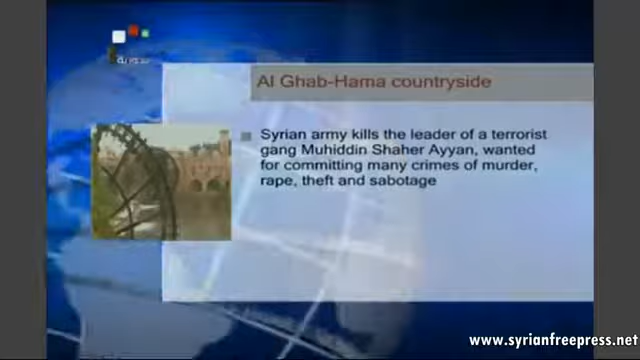 سورية
Al Ghab-Hama countryside
Syrian army kills the leader of a terrorist
gang Muhiddin Shaher Ayyan, wanted
for committing many crimes of murder,
rape, theft and sabotage
www.syrianfreepress.net